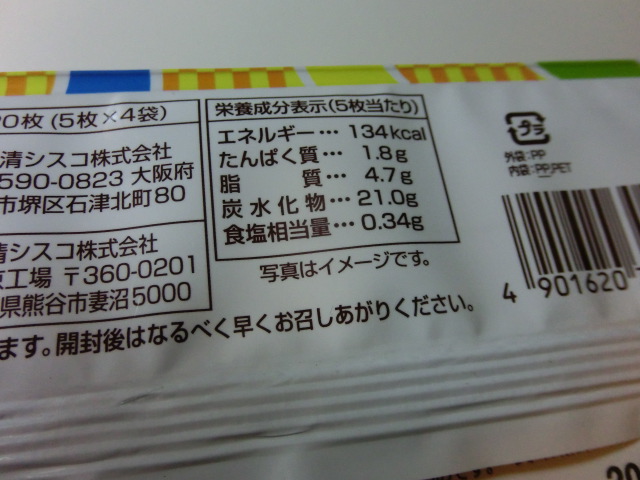 0枚 (5枚×4袋)
清シスコ株式会社
590-0823 大阪府
市堺区石津北町80
清シスコ株式会社
工場 〒360-0201
県熊谷市妻沼5000
栄養成分表示(5枚当たり)
エネルギー… 134kcal
たんぱく質… 1.8g
脂 質… 4.7g
炭水化物… 21.0g
食塩相当量… 0.34g
写真はイメージです。
ます。開封後はなるべく早くお召しあがりください。
プラ
外袋:PP
内袋:PP,PET
4 901620
20